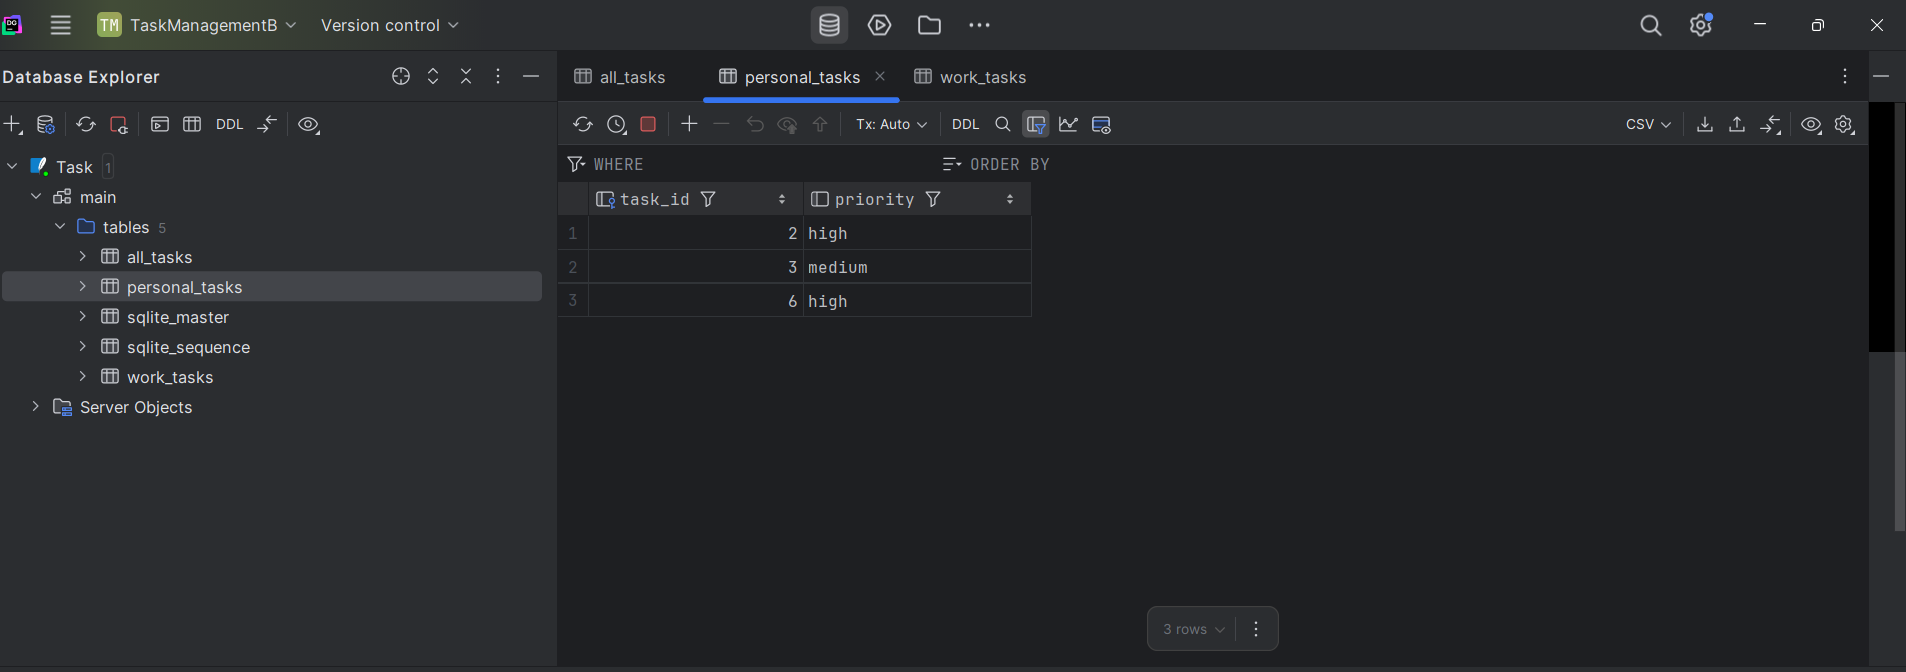 DG TM TaskManagementB Version control
Database Explorer
all_tasks personal_tasks work_tasks
DDL
Tx: Auto DDL CSV
WHERE ORDER BY
Task 1
main
tables 5
all_tasks
personal_tasks
sqlite_master
sqlite_sequence
work_tasks
Server Objects
task_id priority
1 2 high
2 3 medium
3 6 high
3 rows